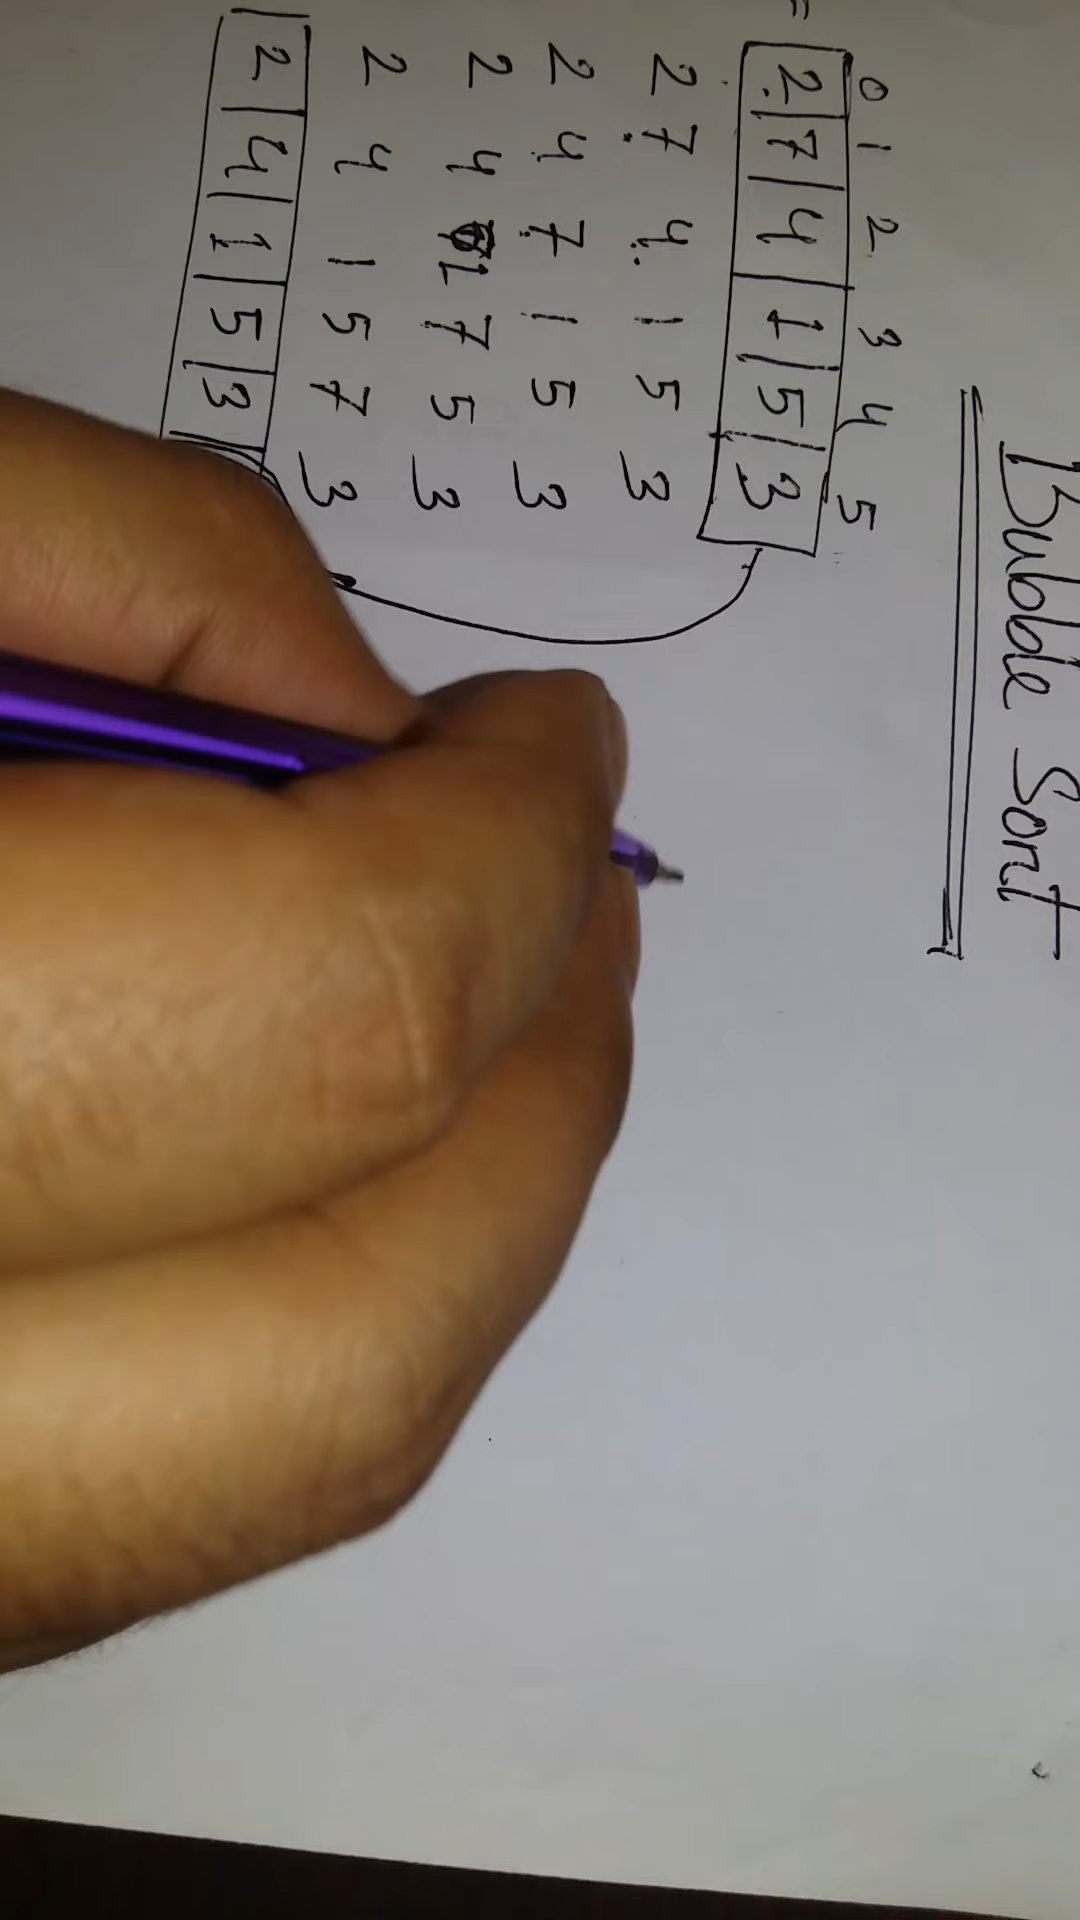 Bubble Sort
0 1 2 3 4 5
= 2 7 4 1 5 3
2 7 4 1 5 3
2 4 7 1 5 3
2 4 1 7 5 3
2 4 1 5 7 3
2 4 1 5 3